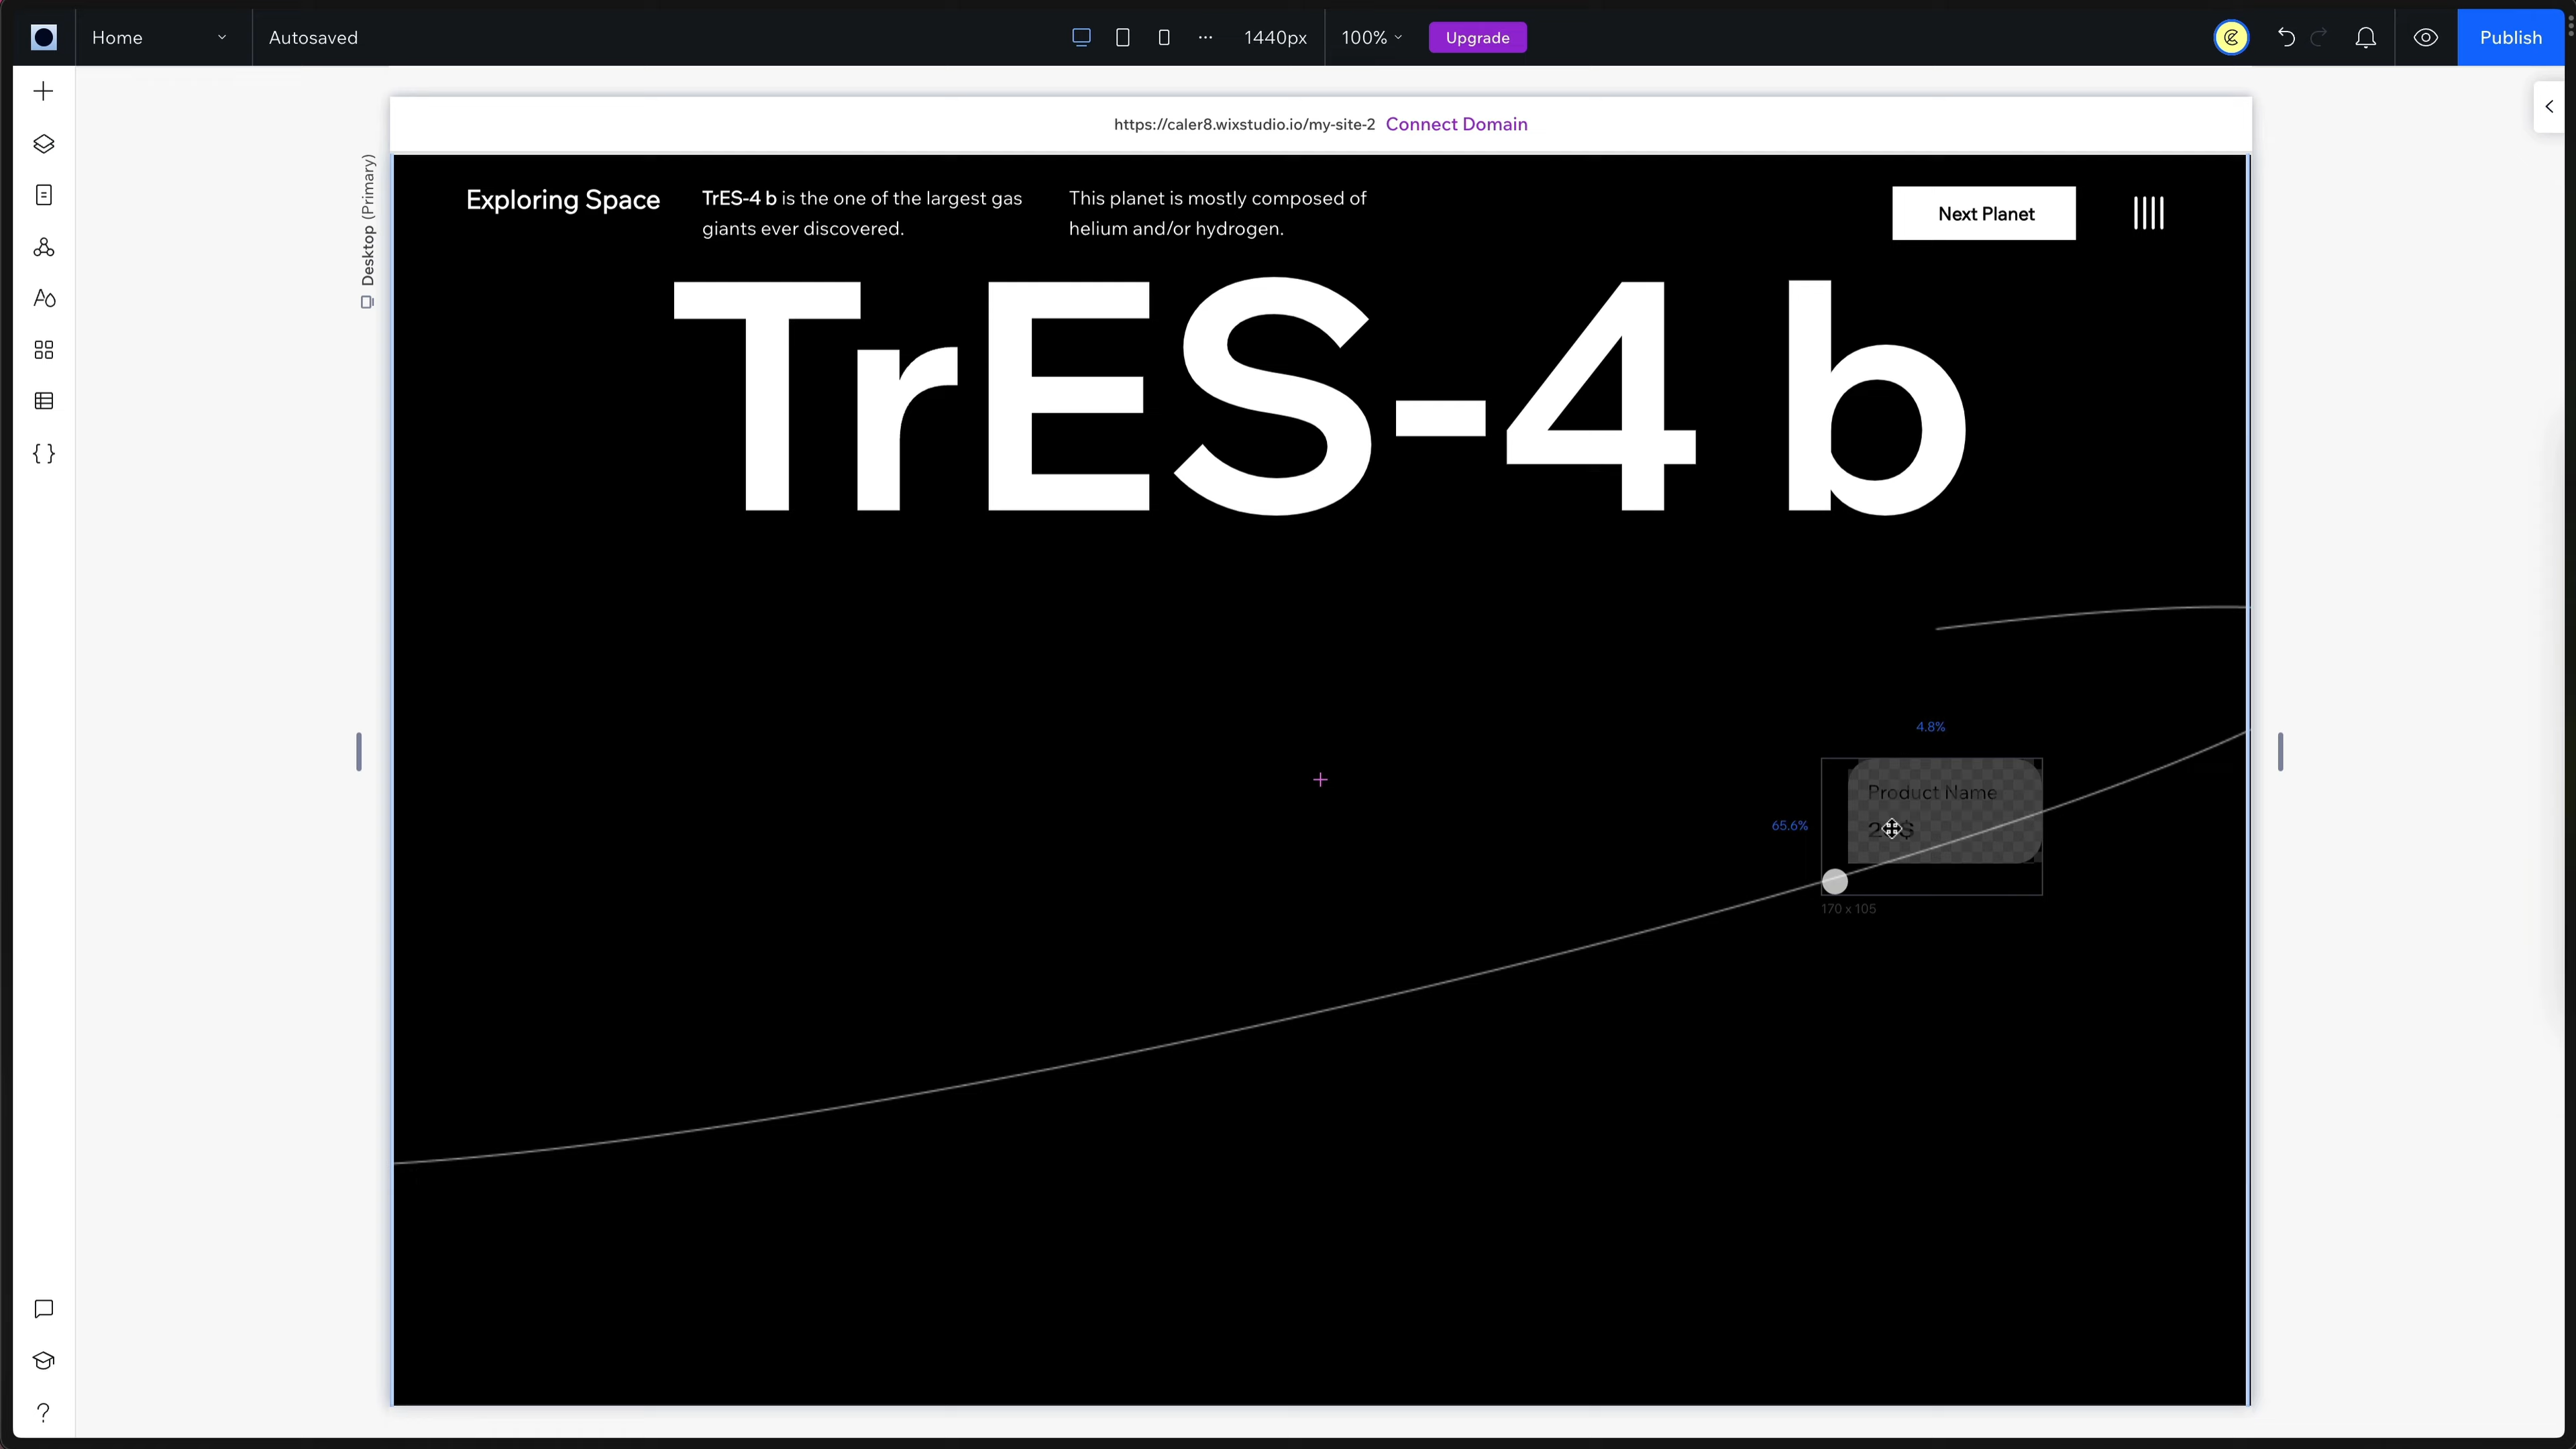 Home
Autosaved
1440px
100%
Upgrade
Publish
https://caler8.wixstudio.io/my-site-2 Connect Domain
Desktop (Primary)
Exploring Space
TrES-4 b is the one of the largest gas
giants ever discovered.
This planet is mostly composed of
helium and/or hydrogen.
Next Planet
TrES-4 b
4.8%
Product Name
65.6%
170 x 105